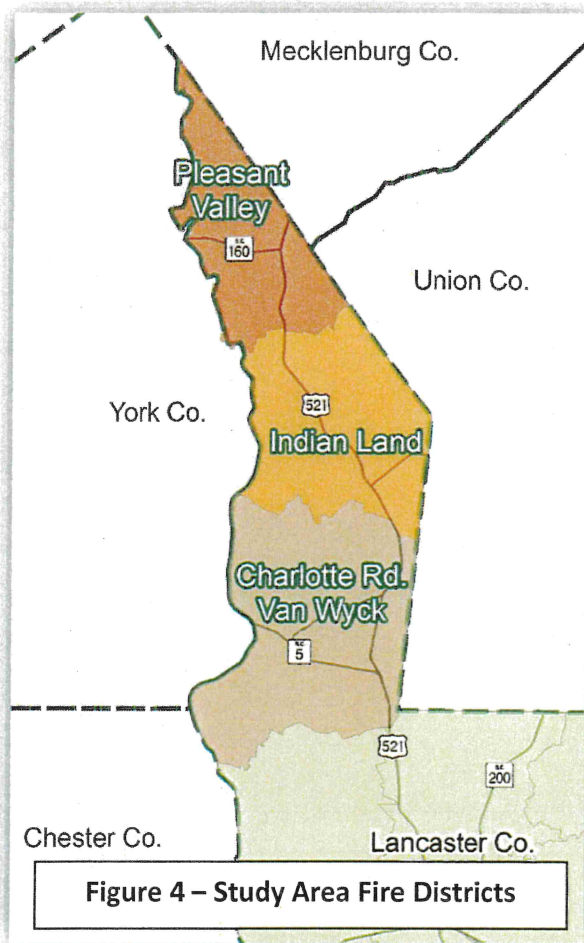 Mecklenburg Co.
Pleasant
Valley
S.C.
160
Union Co.
York Co.
521
Indian Land
Charlotte Rd.
Van Wyck
5
521
S.C.
200
Chester Co.
Lancaster Co.
Figure 4 – Study Area Fire Districts